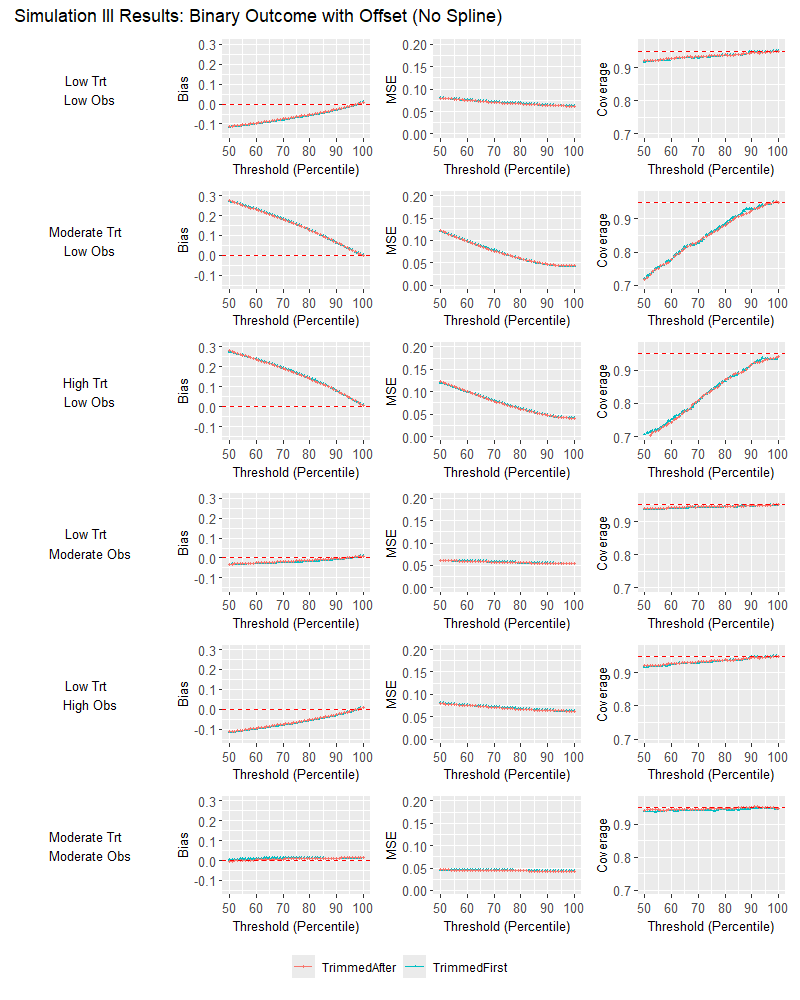 Simulation III Results: Binary Outcome with Offset (No Spline)
Low Trt
Low Obs
Bias
0.3
0.2
0.1
0.0
-0.1
50 60 70 80 90 100
Threshold (Percentile)
MSE
0.20
0.15
0.10
0.05
0.00
50 60 70 80 90 100
Threshold (Percentile)
Coverage
0.9
0.8
0.7
50 60 70 80 90 100
Threshold (Percentile)
Moderate Trt
Low Obs
Bias
0.3
0.2
0.1
0.0
-0.1
50 60 70 80 90 100
Threshold (Percentile)
MSE
0.20
0.15
0.10
0.05
0.00
50 60 70 80 90 100
Threshold (Percentile)
Coverage
0.9
0.8
0.7
50 60 70 80 90 100
Threshold (Percentile)
High Trt
Low Obs
Bias
0.3
0.2
0.1
0.0
-0.1
50 60 70 80 90 100
Threshold (Percentile)
MSE
0.20
0.15
0.10
0.05
0.00
50 60 70 80 90 100
Threshold (Percentile)
Coverage
0.9
0.8
0.7
50 60 70 80 90 100
Threshold (Percentile)
Low Trt
Moderate Obs
Bias
0.3
0.2
0.1
0.0
-0.1
50 60 70 80 90 100
Threshold (Percentile)
MSE
0.20
0.15
0.10
0.05
0.00
50 60 70 80 90 100
Threshold (Percentile)
Coverage
0.9
0.8
0.7
50 60 70 80 90 100
Threshold (Percentile)
Low Trt
High Obs
Bias
0.3
0.2
0.1
0.0
-0.1
50 60 70 80 90 100
Threshold (Percentile)
MSE
0.20
0.15
0.10
0.05
0.00
50 60 70 80 90 100
Threshold (Percentile)
Coverage
0.9
0.8
0.7
50 60 70 80 90 100
Threshold (Percentile)
Moderate Trt
Moderate Obs
Bias
0.3
0.2
0.1
0.0
-0.1
50 60 70 80 90 100
Threshold (Percentile)
MSE
0.20
0.15
0.10
0.05
0.00
50 60 70 80 90 100
Threshold (Percentile)
Coverage
0.9
0.8
0.7
50 60 70 80 90 100
Threshold (Percentile)
TrimmedAfter TrimmedFirst